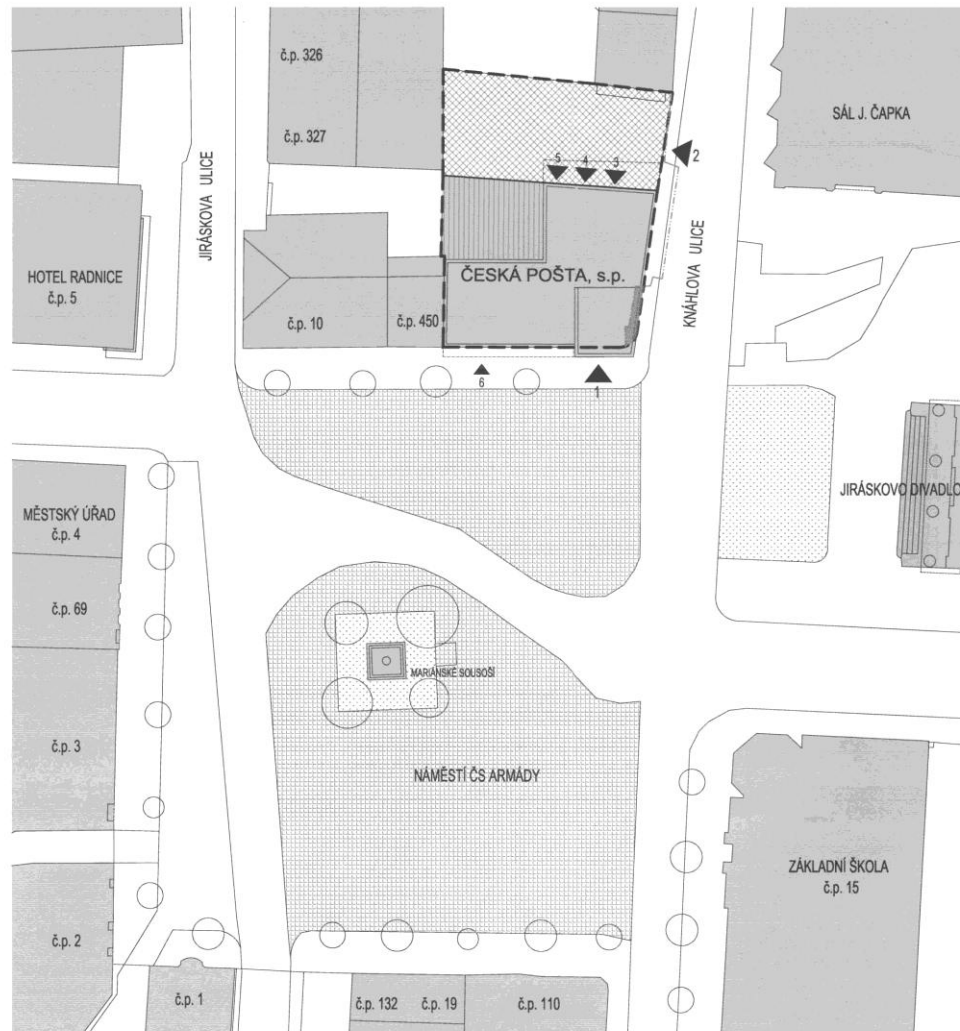 č.p. 326
č.p. 327
SÁL J. ČAPKA
JIRÁSKOVA ULICE
5
4
3
2
HOTEL RADNICE
č.p. 5
ČESKÁ POŠTA, s.p.
KNÁHLOVA ULICE
č.p. 10
č.p. 450
6
1
MĚSTSKÝ ÚŘAD
č.p. 4
JIRÁSKOVO DIVADLO
č.p. 69
MARIÁNSKÉ SOUSOŠÍ
č.p. 3
NÁMĚSTÍ ČS ARMÁDY
ZÁKLADNÍ ŠKOLA
č.p. 15
č.p. 2
č.p. 1
č.p. 132
č.p. 19
č.p. 110